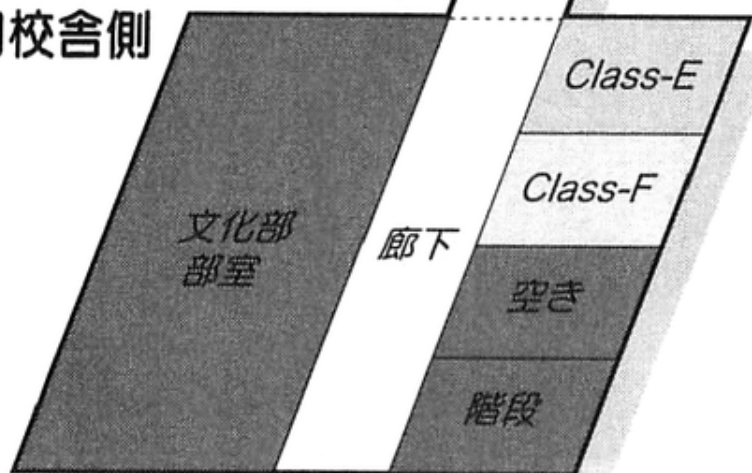 校舎側
Class-E
Class-F
文化部
部室
廊下
空き
階段